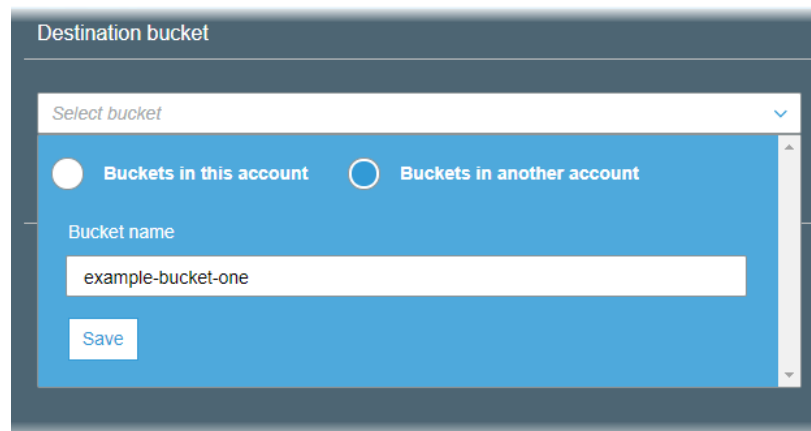 Destination bucket
Select bucket
Buckets in this account Buckets in another account
Bucket name
example-bucket-one
Save